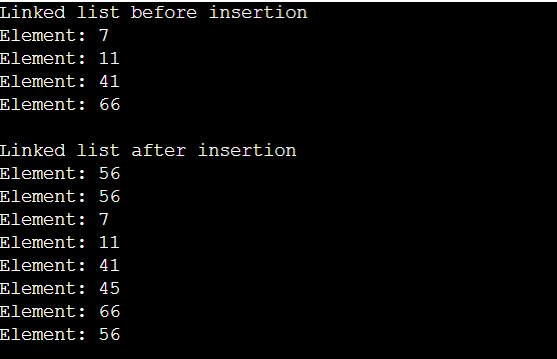 Linked list before insertion
Element: 7
Element: 11
Element: 41
Element: 66
Linked list after insertion
Element: 56
Element: 56
Element: 7
Element: 11
Element: 41
Element: 45
Element: 66
Element: 56